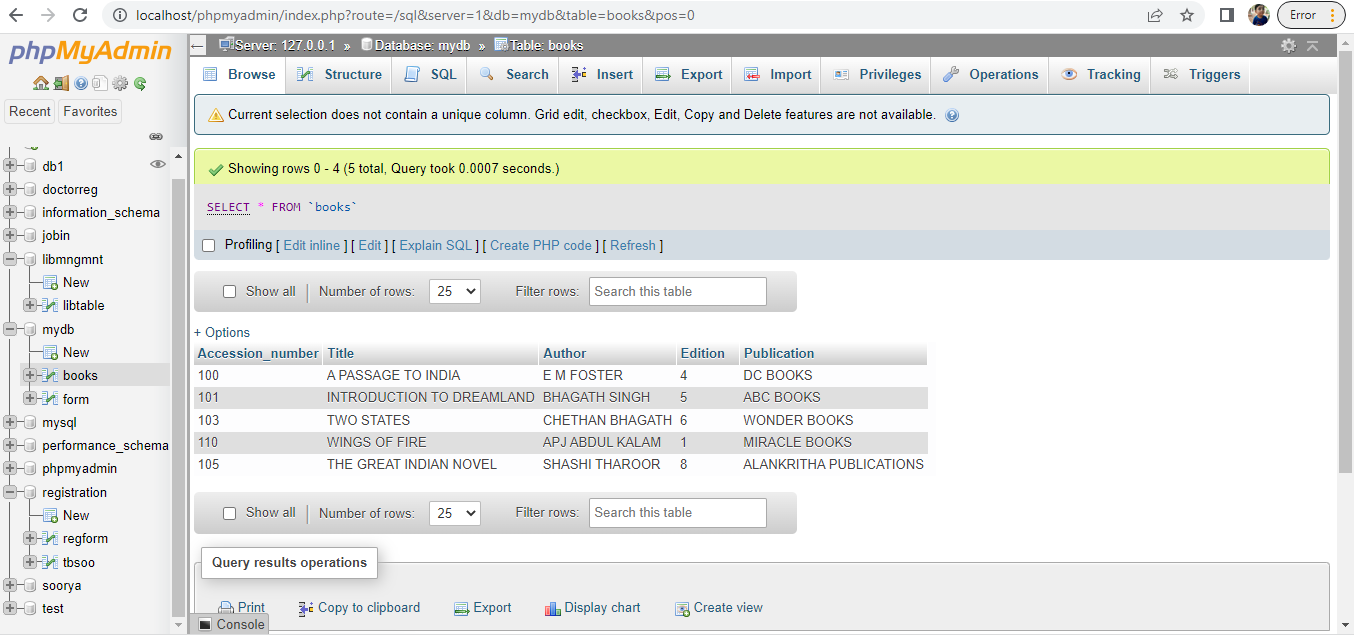 localhost/phpmyadmin/index.php?route=/sql&server=1&db=mydb&table=books&pos=0
Error
phpMyAdmin
Recent Favorites
db1
doctorreg
information_schema
jobin
libmngmnt
New
libtable
mydb
New
books
form
mysql
performance_schema
phpmyadmin
registration
New
regform
tbsoo
soorya
test
Server: 127.0.0.1 » Database: mydb » Table: books
Browse Structure SQL Search Insert Export Import Privileges Operations Tracking Triggers
Current selection does not contain a unique column. Grid edit, checkbox, Edit, Copy and Delete features are not available.
Showing rows 0 - 4 (5 total, Query took 0.0007 seconds.)
SELECT * FROM `books`
Profiling [ Edit inline ] [ Edit ] [ Explain SQL ] [ Create PHP code ] [ Refresh ]
Show all Number of rows: 25 Filter rows: Search this table
+ Options
Accession_number Title Author Edition Publication
100 A PASSAGE TO INDIA E M FOSTER 4 DC BOOKS
101 INTRODUCTION TO DREAMLAND BHAGATH SINGH 5 ABC BOOKS
103 TWO STATES CHETHAN BHAGATH 6 WONDER BOOKS
110 WINGS OF FIRE APJ ABDUL KALAM 1 MIRACLE BOOKS
105 THE GREAT INDIAN NOVEL SHASHI THAROOR 8 ALANKRITHA PUBLICATIONS
Show all Number of rows: 25 Filter rows: Search this table
Query results operations
Print Copy to clipboard Export Display chart Create view
Console